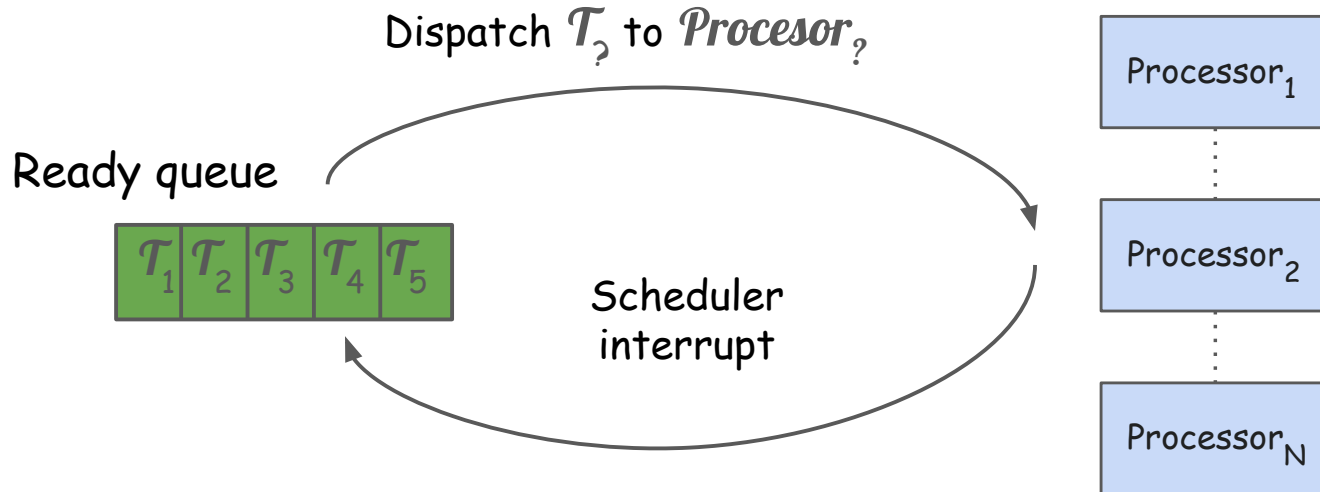 Dispatch T? to Procesor?
Processor1
Ready queue
T1 T2 T3 T4 T5
Processor2
Scheduler
interrupt
ProcessorN